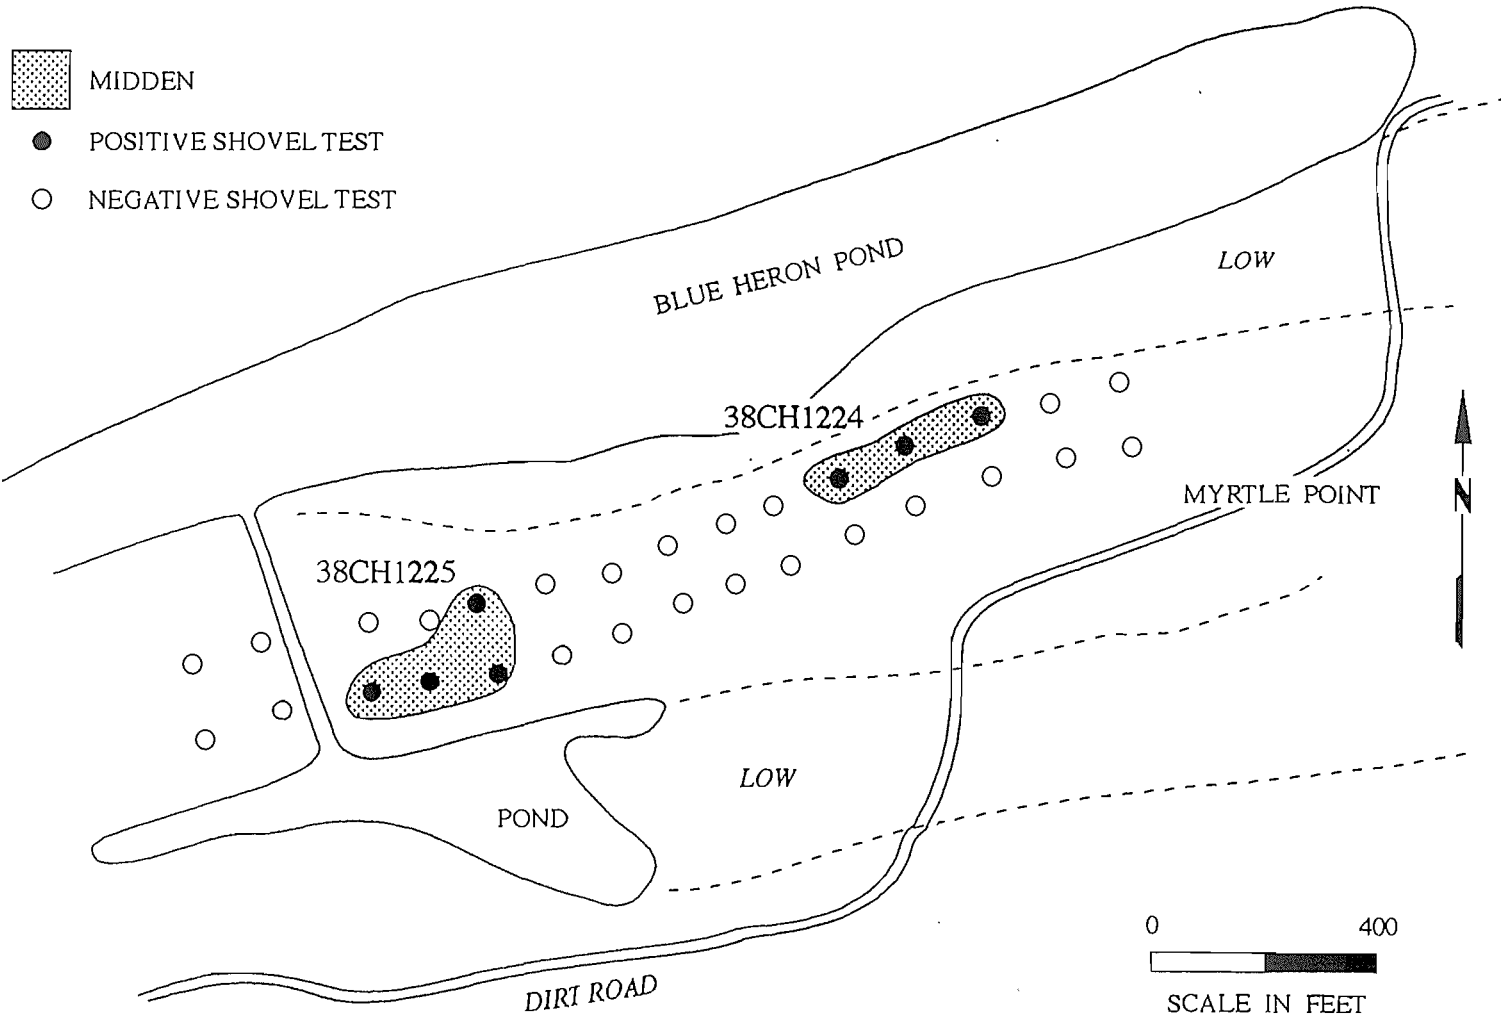 MIDDEN
POSITIVE SHOVEL TEST
NEGATIVE SHOVEL TEST
BLUE HERON POND
LOW
38CH1224
MYRTLE POINT
N
38CH1225
LOW
POND
0 400
SCALE IN FEET
DIRT ROAD